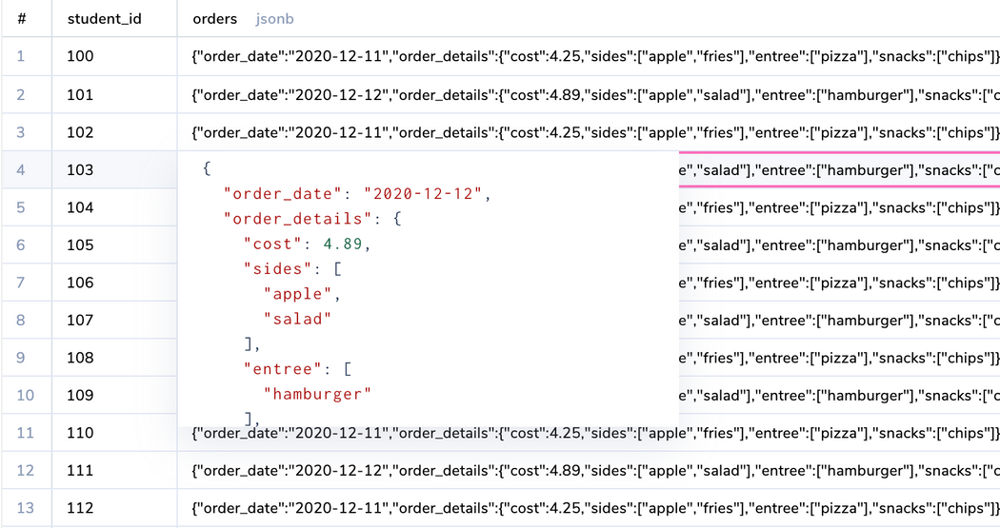 # student_id orders jsonb
1 100 {"order_date":"2020-12-11","order_details":{"cost":4.25,"sides":["apple","fries"],"entree":["pizza"],"snacks":["chips"]}
2 101 {"order_date":"2020-12-12","order_details":{"cost":4.89,"sides":["apple","salad"],"entree":["hamburger"],"snacks":["c
3 102 {"order_date":"2020-12-11","order_details":{"cost":4.25,"sides":["apple","fries"],"entree":["pizza"],"snacks":["chips"]}
4 103 e","salad"],"entree":["hamburger"],"snacks":["c
{
"order_date": "2020-12-12",
5 104 e","fries"],"entree":["pizza"],"snacks":["chips"]}
"order_details": {
6 105 e","salad"],"entree":["hamburger"],"snacks":["c
"cost": 4.89,
"sides": [
7 106 e","fries"],"entree":["pizza"],"snacks":["chips"]}
"apple",
8 107 e","salad"],"entree":["hamburger"],"snacks":["c
"salad"
],
9 108 e","fries"],"entree":["pizza"],"snacks":["chips"]}
"entree": [
10 109 e","salad"],"entree":["hamburger"],"snacks":["c
"hamburger"
],
11 110 {"order_date":"2020-12-11","order_details":{"cost":4.25,"sides":["apple","fries"],"entree":["pizza"],"snacks":["chips"]}
12 111 {"order_date":"2020-12-12","order_details":{"cost":4.89,"sides":["apple","salad"],"entree":["hamburger"],"snacks":["c
13 112 {"order_date":"2020-12-11","order_details":{"cost":4.25,"sides":["apple","fries"],"entree":["pizza"],"snacks":["chips"]}